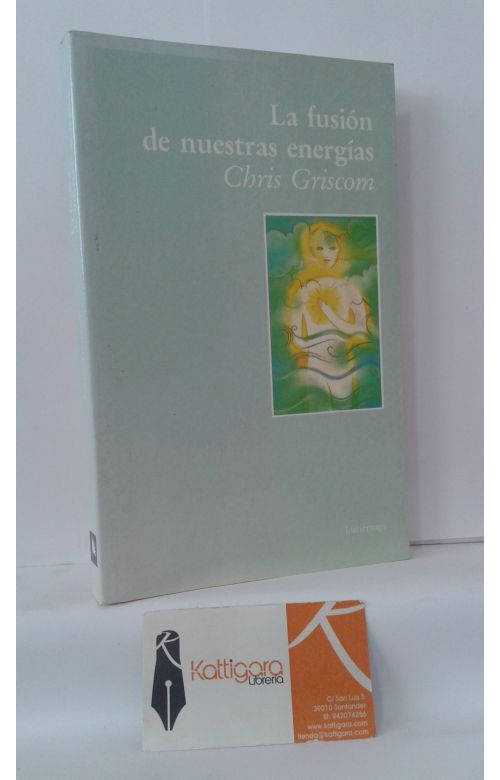 La fusión
de nuestras energías
Chris Griscom
Luciérnaga
Kattigara
Librería
C/ San Luis 5
39010 Santander
tlf. 942074286
www.kattigara.com
tienda@kattigara.com